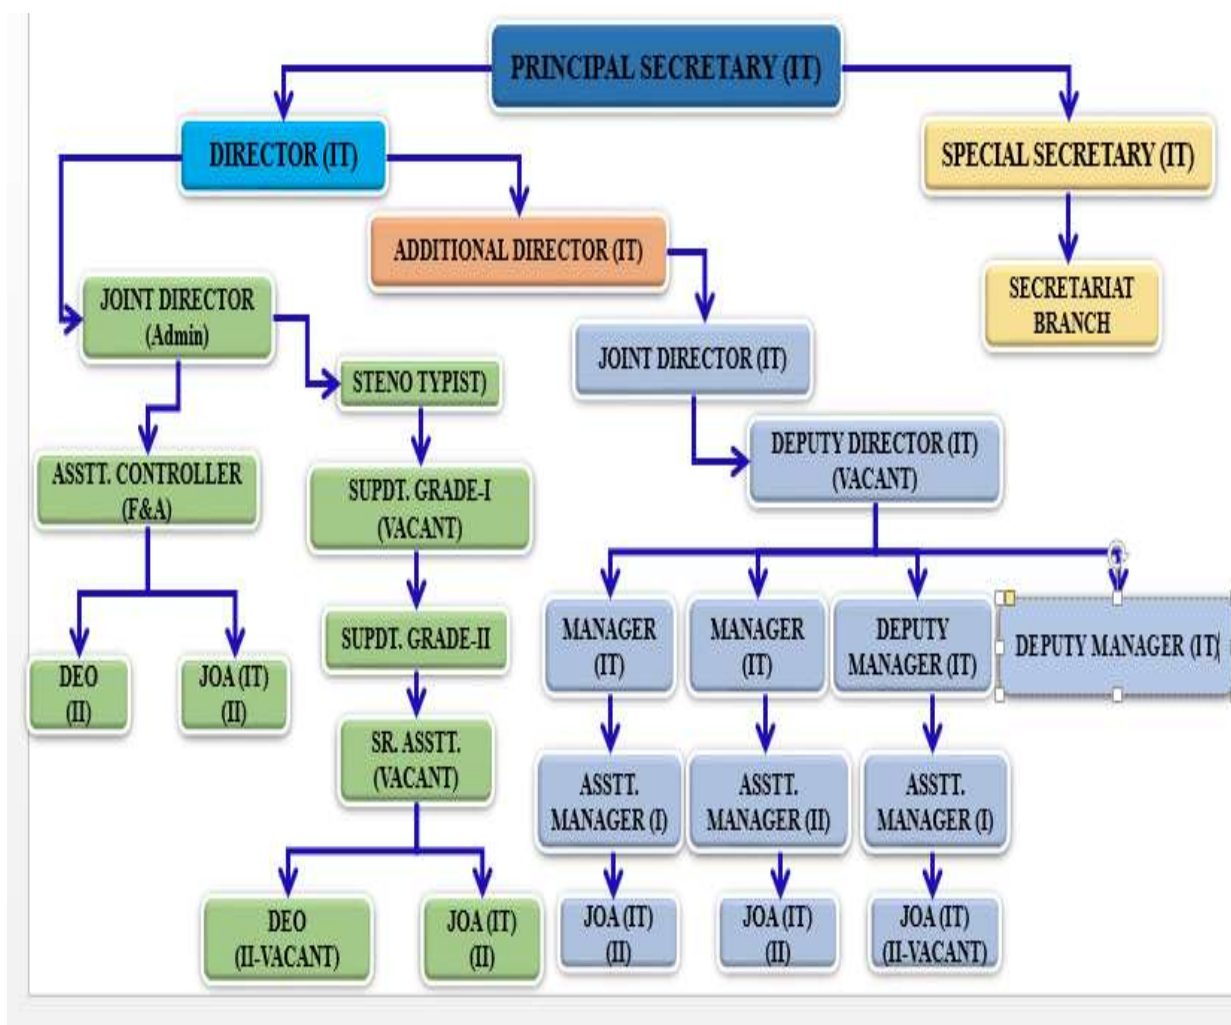 PRINCIPAL SECRETARY (IT)
DIRECTOR (IT)
SPECIAL SECRETARY (IT)
ADDITIONAL DIRECTOR (IT)
JOINT DIRECTOR
(Admin)
SECRETARIAT
BRANCH
JOINT DIRECTOR (IT)
STENO TYPIST)
DEPUTY DIRECTOR (IT)
(VACANT)
ASSTT. CONTROLLER
(F&A)
SUPDT. GRADE-I
(VACANT)
MANAGER
(IT)
MANAGER
(IT)
DEPUTY
MANAGER (IT)
DEPUTY MANAGER (IT)
SUPDT. GRADE-II
DEO
(II)
JOA (IT)
(II)
SR. ASSTT.
(VACANT)
ASSTT.
MANAGER (I)
ASSTT.
MANAGER (II)
ASSTT.
MANAGER (I)
DEO
(II-VACANT)
JOA (IT)
(II)
JOA (IT)
(II)
JOA (IT)
(II)
JOA (IT)
(II-VACANT)